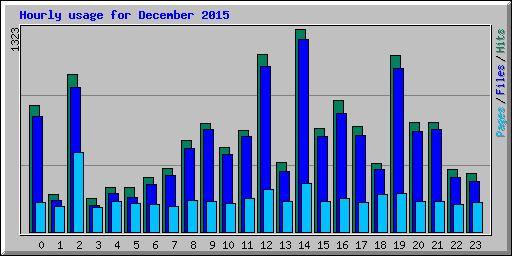 Hourly usage for December 2015
1323
Pages/Files/Hits
0 1 2 3 4 5 6 7 8 9 10 11 12 13 14 15 16 17 18 19 20 21 22 23